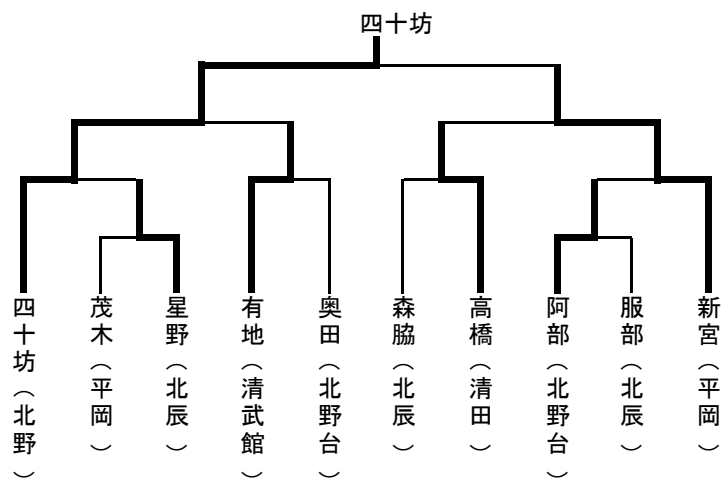 四十坊
四十坊（北野）
茂木（平岡）
星野（北辰）
有地（清武館）
奥田（北野台）
森脇（北辰）
高橋（清田）
阿部（北野台）
服部（北辰）
新宮（平岡）